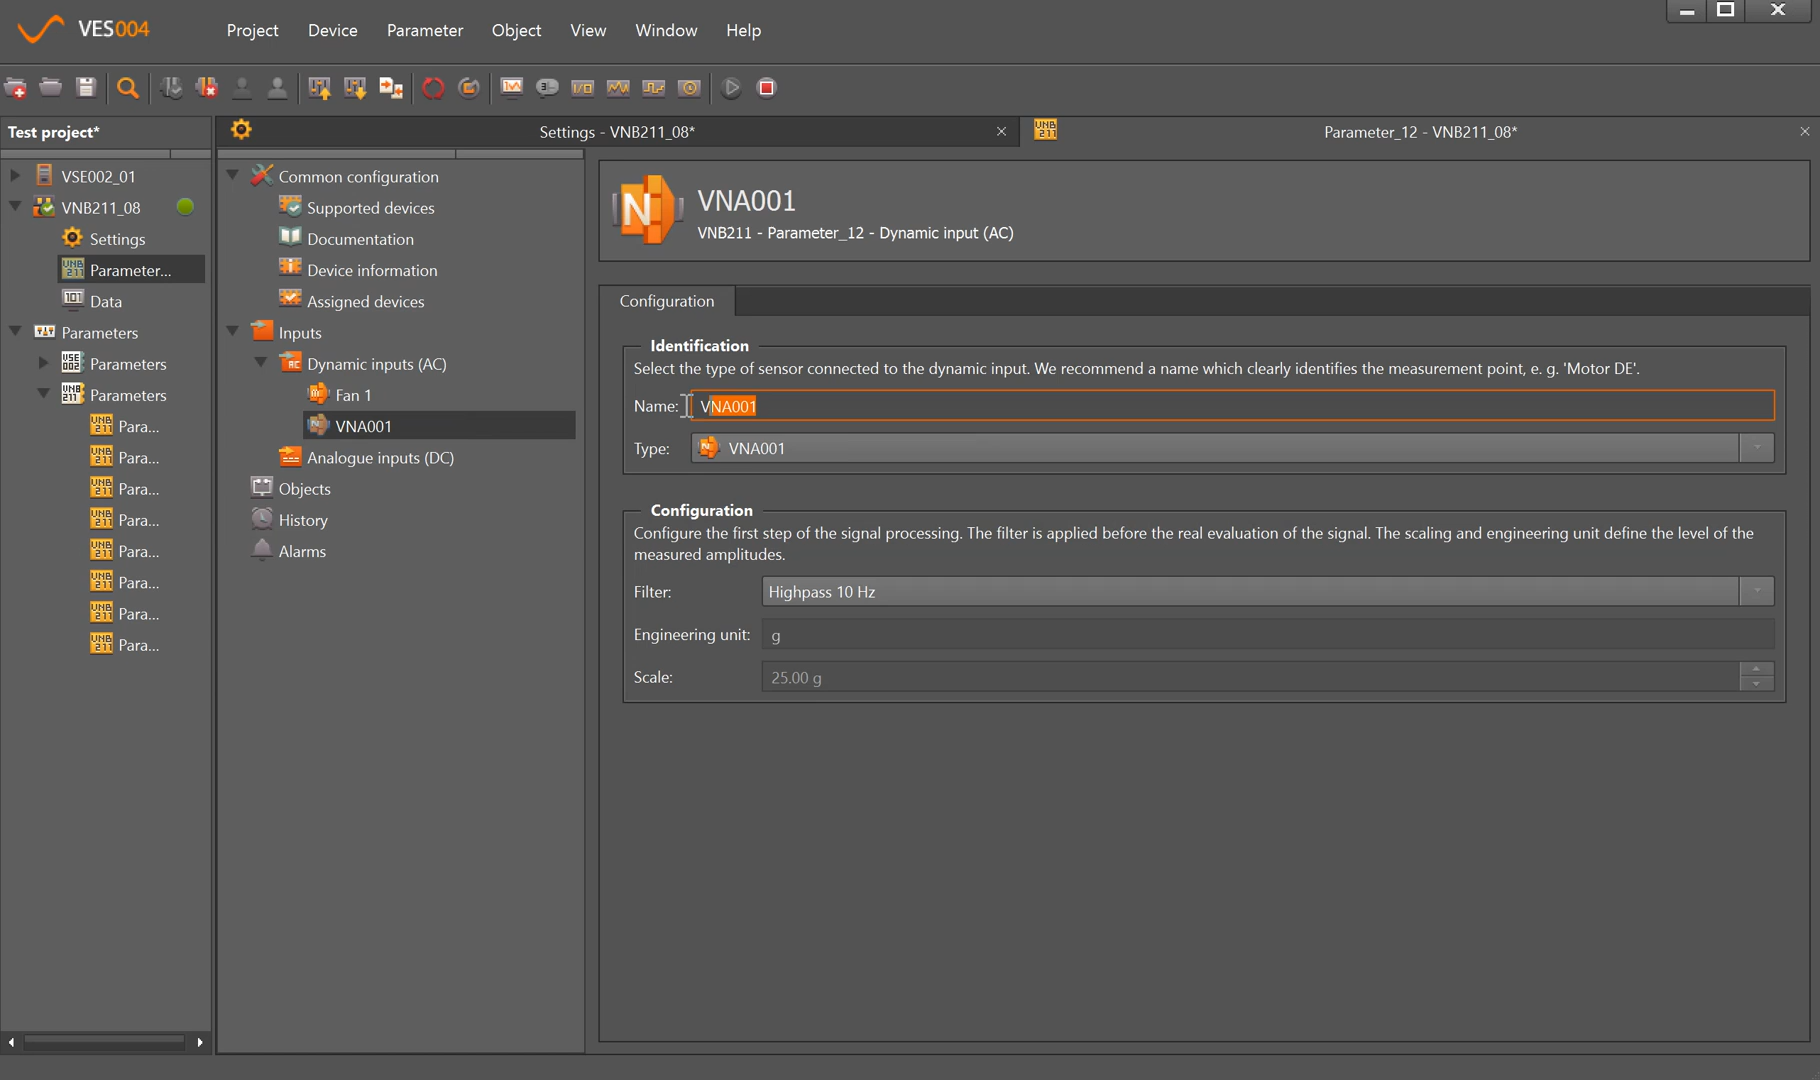 VES004
Project Device Parameter Object View Window Help
Test project*
Settings - VNB211_08*
Parameter_12 - VNB211_08*
VSE002_01
VNB211_08
Settings
Parameter...
Data
Parameters
Parameters
Parameters
Para...
Para...
Para...
Para...
Para...
Para...
Para...
Para...
Common configuration
Supported devices
Documentation
Device information
Assigned devices
Inputs
Dynamic inputs (AC)
Fan 1
VNA001
Analogue inputs (DC)
Objects
History
Alarms
VNA001
VNB211 - Parameter_12 - Dynamic input (AC)
Configuration
Identification
Select the type of sensor connected to the dynamic input. We recommend a name which clearly identifies the measurement point, e. g. 'Motor DE'.
Name: VNA001
Type: VNA001
Configuration
Configure the first step of the signal processing. The filter is applied before the real evaluation of the signal. The scaling and engineering unit define the level of the
measured amplitudes.
Filter: Highpass 10 Hz
Engineering unit: g
Scale: 25.00 g